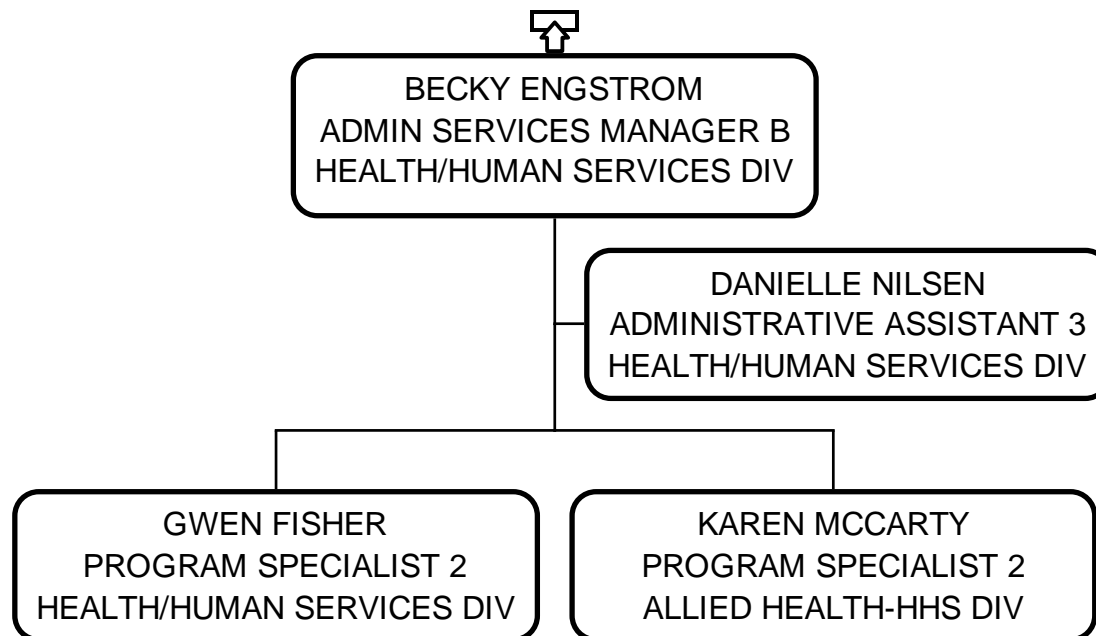 BECKY ENGSTROM
ADMIN SERVICES MANAGER B
HEALTH/HUMAN SERVICES DIV
DANIELLE NILSEN
ADMINISTRATIVE ASSISTANT 3
HEALTH/HUMAN SERVICES DIV
GWEN FISHER
PROGRAM SPECIALIST 2
HEALTH/HUMAN SERVICES DIV
KAREN MCCARTY
PROGRAM SPECIALIST 2
ALLIED HEALTH-HHS DIV